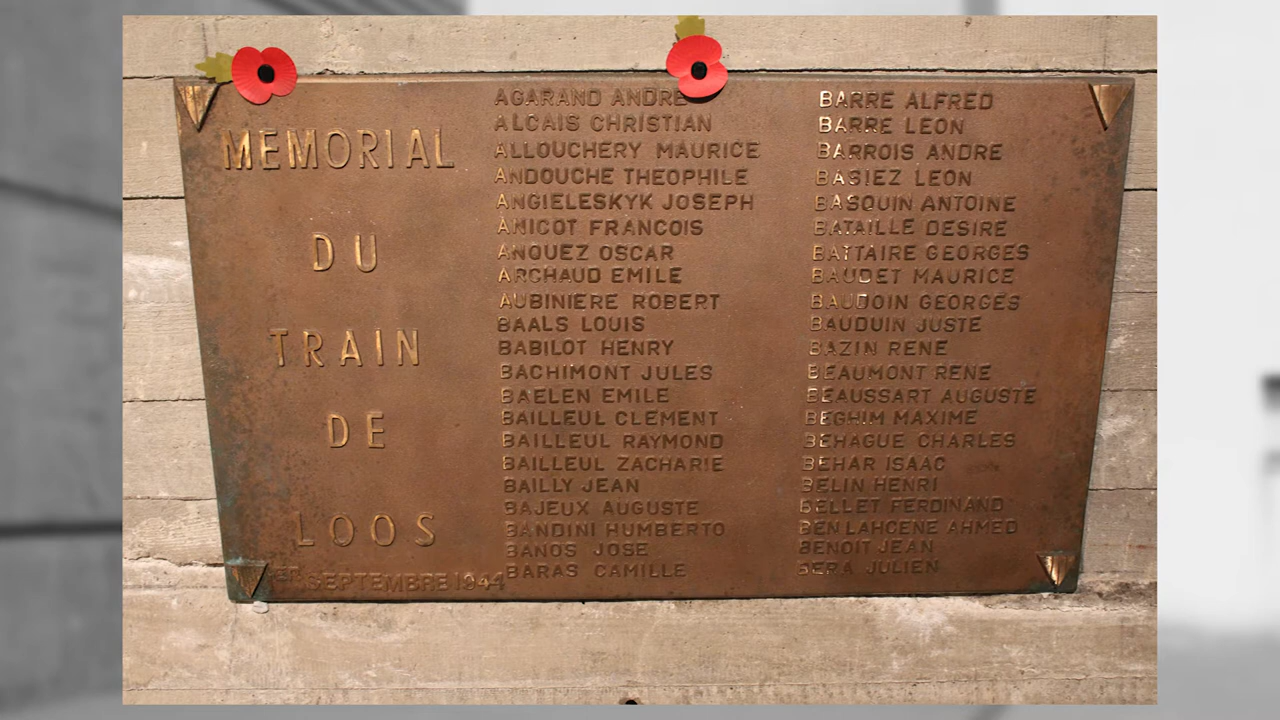 MEMORIAL
DU
TRAIN
DE
LOOS
1ER SEPTEMBRE 1944
AGARAND ANDRE
ALCAIS CHRISTIAN
ALLOUCHERY MAURICE
ANDOUCHE THEOPHILE
ANGIELESKYK JOSEPH
ANICOT FRANCOIS
ANQUEZ OSCAR
ARCHAUD EMILE
AUBINIERE ROBERT
BAALS LOUIS
BABILOT HENRY
BACHIMONT JULES
BAELEN EMILE
BAILLEUL CLEMENT
BAILLEUL RAYMOND
BAILLEUL ZACHARIE
BAILLY JEAN
BAJEUX AUGUSTE
BANDINI HUMBERTO
BANOS JOSE
BARAS CAMILLE
BARRE ALFRED
BARRE LEON
BARROIS ANDRE
BASIEZ LEON
BASQUIN ANTOINE
BATAILLE DESIRE
BATTAIRE GEORGES
BAUDET MAURICE
BAUDOIN GEORGES
BAUDUIN JUSTE
BAZIN RENE
BEAUMONT RENE
BEAUSSART AUGUSTE
BEGHIM MAXIME
BEHAGUE CHARLES
BEHAR ISAAC
BELIN HENRI
BELLET FERDINAND
BEN LAHCENE AHMED
BENOIT JEAN
BERA JULIEN